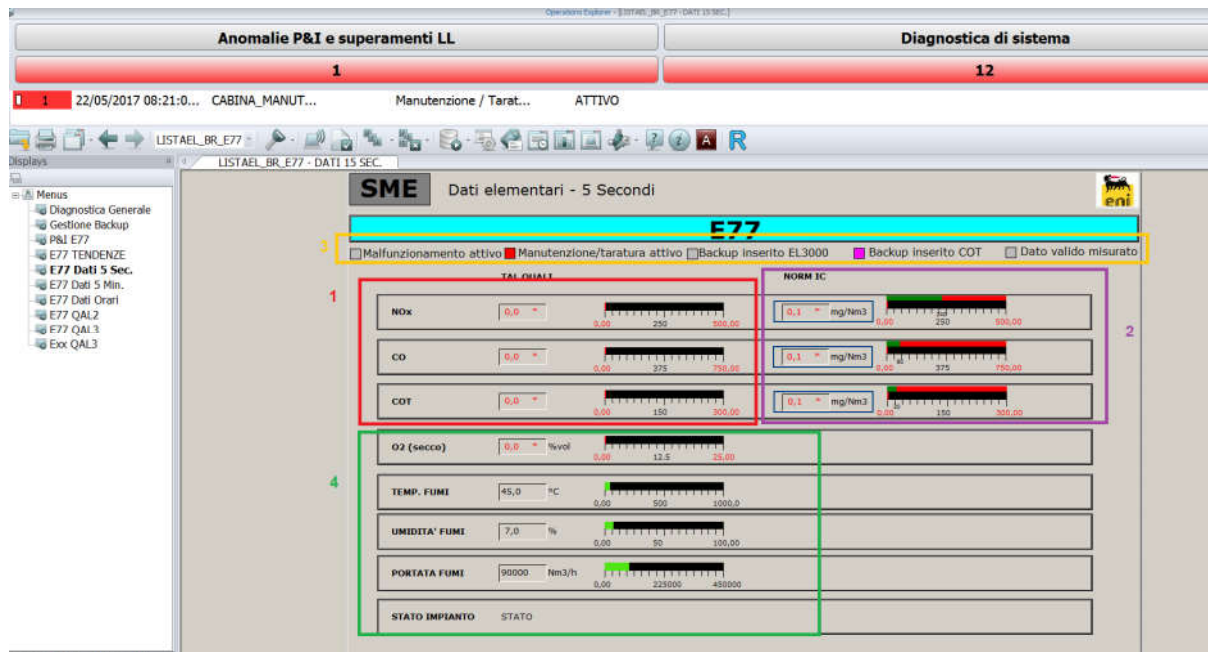 Operations Explorer - [LISTAEL_BR_E77 - DATI 15 SEC.]
Anomalie P&I e superamenti LL
Diagnostica di sistema
1
12
1 22/05/2017 08:21:0... CABINA_MANUT... Manutenzione / Tarat... ATTIVO
LISTAEL_BR_E77
A R
Displays
LISTAEL_BR_E77 - DATI 15 SEC.
Menus
Diagnostica Generale
Gestione Backup
P&I E77
E77 TENDENZE
E77 Dati 5 Sec.
E77 Dati 5 Min.
E77 Dati Orari
E77 QAL2
E77 QAL3
Exx QAL3
SME Dati elementari - 5 Secondi
eni
E77
3
Malfunzionamento attivo Manutenzione/taratura attivo Backup inserito EL3000 Backup inserito COT Dato valido misurato
TAL QUALI NORM IC
1
NOx 0,0 * 0,1 * mg/Nm3
0,00 250 500,00 0,00 250 500,00
2
CO 0,0 * 0,1 * mg/Nm3
0,00 375 750,00 0,00 375 750,00
COT 0,0 * 0,1 * mg/Nm3
0,00 150 300,00 0,00 150 300,00
O2 (secco) 0,0 * %vol
0,00 12.5 25,00
4
TEMP. FUMI 45,0 °C
0,00 500 1000,0
UMIDITA' FUMI 7,0 %
0,00 50 100,00
PORTATA FUMI 90000 Nm3/h
0,00 225000 450000
STATO IMPIANTO STATO